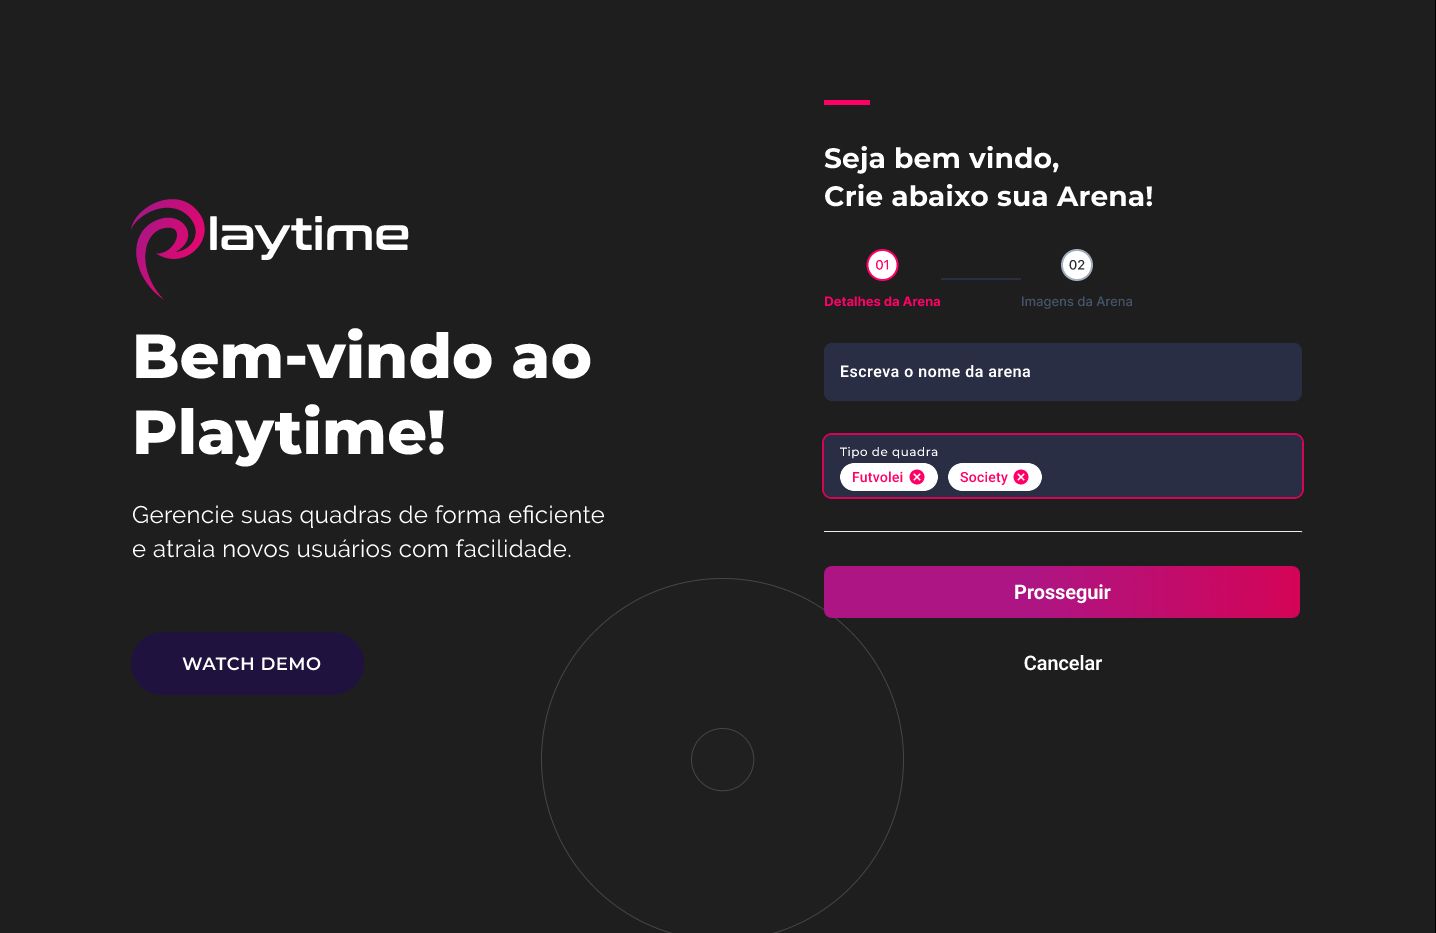 Playtime
Bem-vindo ao
Playtime!
Gerencie suas quadras de forma eficiente
e atraia novos usuários com facilidade.
WATCH DEMO
Seja bem vindo,
Crie abaixo sua Arena!
01
02
Detalhes da Arena
Imagens da Arena
Escreva o nome da arena
Tipo de quadra
Futvolei
Society
Prosseguir
Cancelar